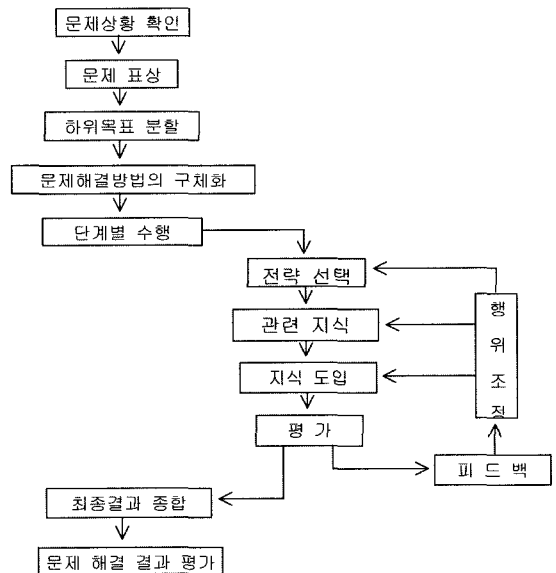 문제상황 확인
문제 표상
하위목표 분할
문제해결방법의 구체화
단계별 수행
전략 선택
관련 지식
지식 도입
평 가
행
위
조
정
피 드 백
최종결과 종합
문제 해결 결과 평가